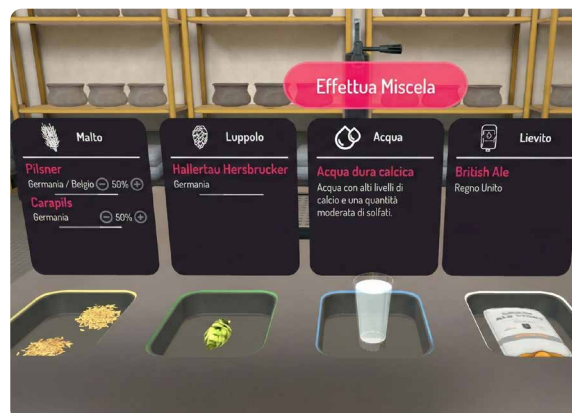 Effettua Miscela
Malto
Pilsner
Germania / Belgio 50%
Carapils
Germania 50%
Luppolo
Hallertau Hersbrucker
Germania
Acqua
Acqua dura calcica
Acqua con alti livelli di
calcio e una quantità
moderata di solfati.
Lievito
British Ale
Regno Unito